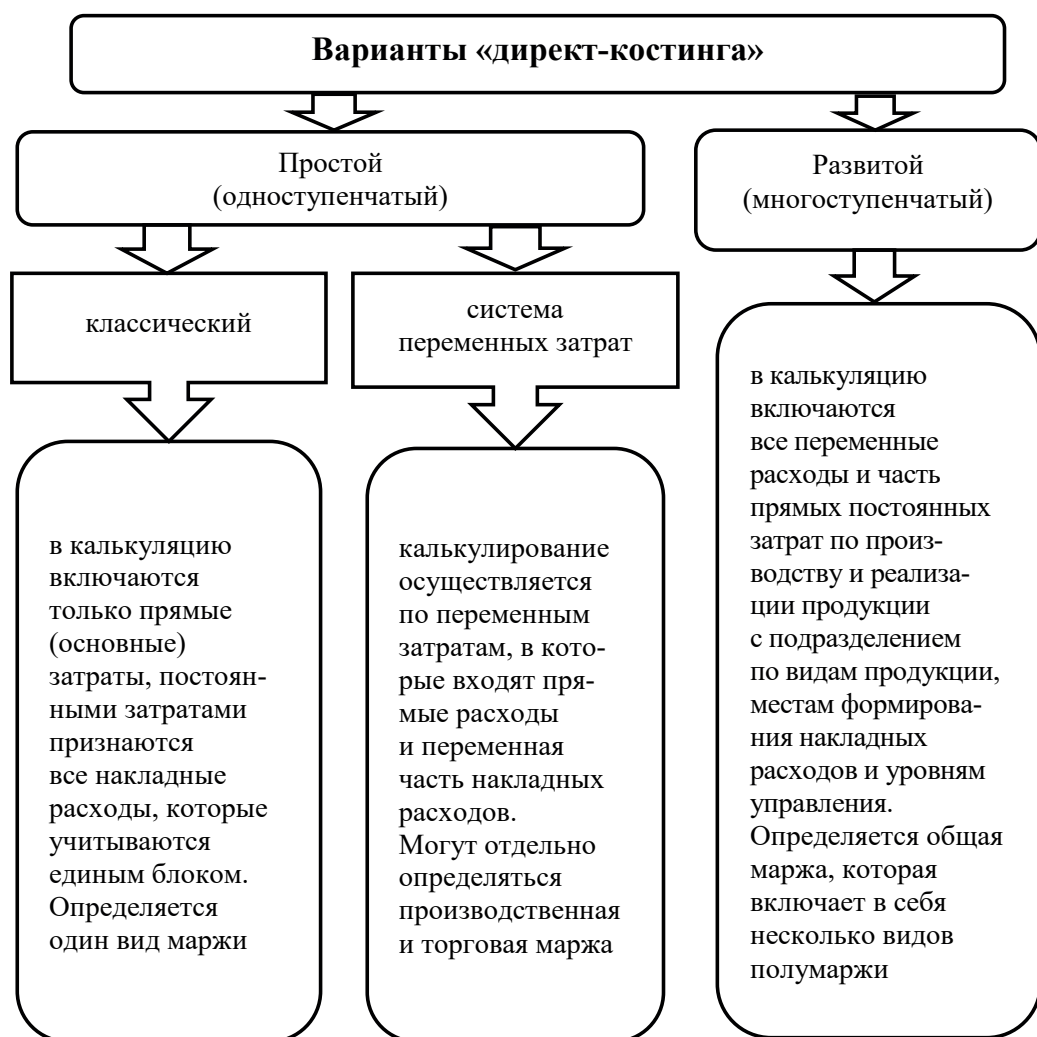 Варианты «директ-костинга»
Простой
(одноступенчатый)
Развитой
(многоступенчатый)
классический
система
переменных затрат
в калькуляцию
включаются
только прямые
(основные)
затраты, постоян-
ными затратами
признаются
все накладные
расходы, которые
учитываются
единым блоком.
Определяется
один вид маржи
калькулирование
осуществляется
по переменным
затратам, в кото-
рые входят пря-
мые расходы
и переменная
часть накладных
расходов.
Могут отдельно
определяться
производственная
и торговая маржа
в калькуляцию
включаются
все переменные
расходы и часть
прямых постоянных
затрат по произ-
водству и реализа-
ции продукции
с подразделением
по видам продукции,
местам формирова-
ния накладных
расходов и уровням
управления.
Определяется общая
маржа, которая
включает в себя
несколько видов
полумаржи